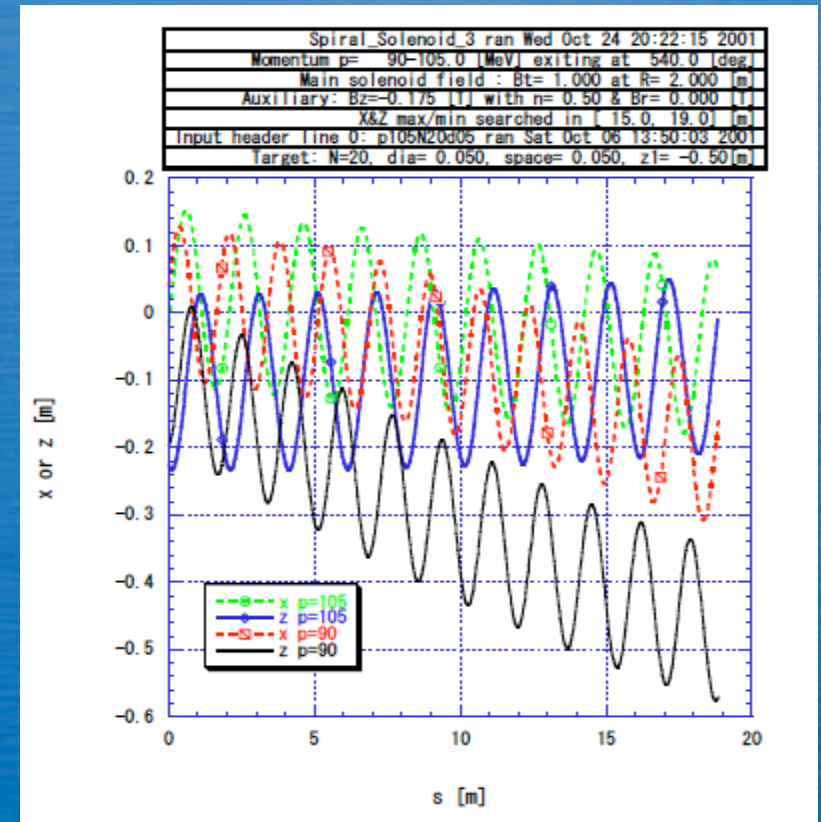 Spiral_Solenoid_3 ran Wed Oct 24 20:22:15 2001
Momentum p= 90-105.0 [MeV] exiting at 540.0 [deg]
Main solenoid field : Bt= 1.000 at R= 2.000 [m]
Auxiliary: Bz=-0.175 [T] with n= 0.50 & Br= 0.000 [T]
X&Z max/min searched in [ 15.0, 19.0] [m]
Input header line 0: p105N20d05 ran Sat Oct 06 13:50:03 2001
Target: N=20, dia= 0.050, space= 0.050, z1= -0.50[m]
0.2
0.1
0
-0.1
-0.2
-0.3
-0.4
-0.5
-0.6
x or z [m]
x p=105
z p=105
x p=90
z p=90
0 5 10 15 20
s [m]